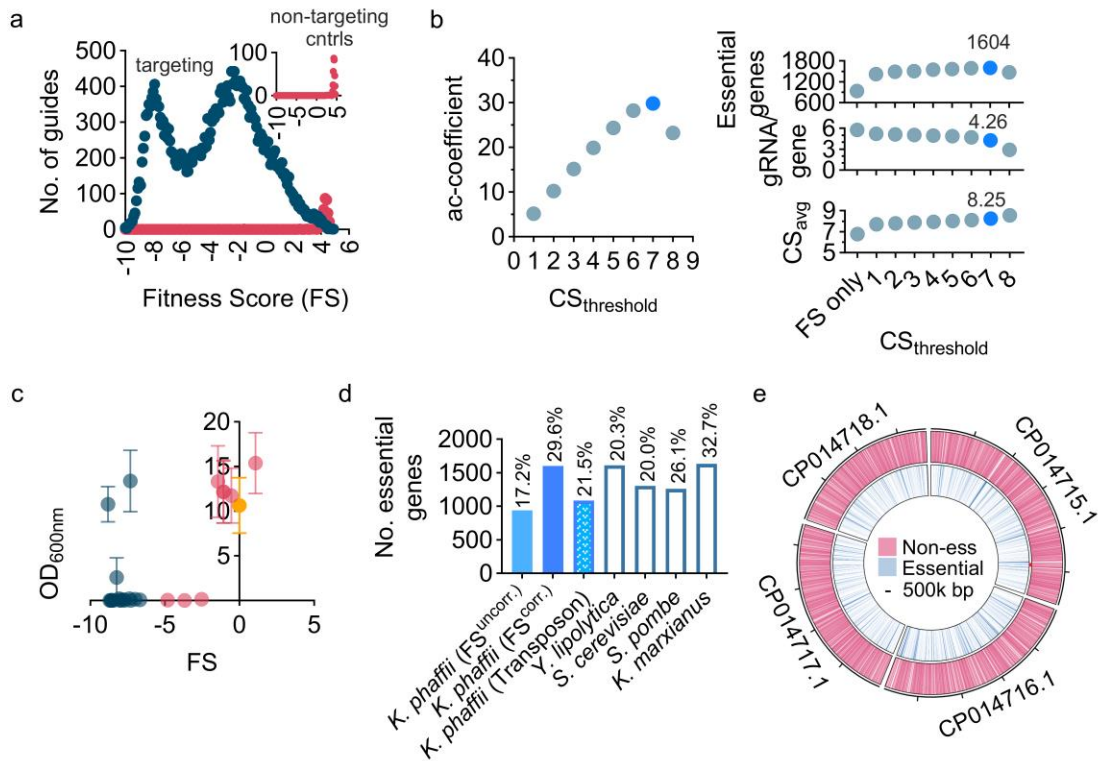 a
targeting
non-targeting
cntrls
No. of guides
500
400
300
200
100
0
100
0
-10
-4
4.5
-10
-8
-6
-4
-2
0
2
4
6
Fitness Score (FS)
b
ac-coefficient
40
30
20
10
0
0 1 2 3 4 5 6 7 8 9
CSthreshold
Essential
genes
1800
1200
600
1604
gRNA/
gene
6
3
0
4.26
CSavg
9
7
5
8.25
FS only
1
2
3
4
5
6
7
8
CSthreshold
c
OD600nm
20
15
10
5
-10
-5
0
5
FS
d
No. essential
genes
2000
1500
1000
500
0
17.2%
29.6%
21.5%
20.3%
20.0%
26.1%
32.7%
K. phaffii (FSuncorr.)
K. phaffii (FScorr.)
K. phaffii (Transposon)
Y. lipolytica
S. cerevisiae
S. pombe
K. marxianus
e
CP014718.1
CP014715.1
CP014717.1
CP014716.1
Non-ess
Essential
- 500k bp